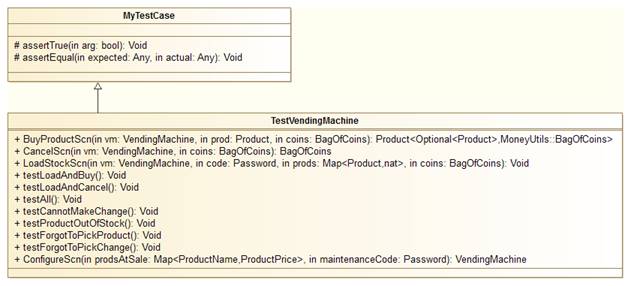 MyTestCase
# assertTrue(in arg: bool): Void
# assertEqual(in expected: Any, in actual: Any): Void
TestVendingMachine
+ BuyProductScn(in vm: VendingMachine, in prod: Product, in coins: BagOfCoins): Product<Optional<Product>,MoneyUtils::BagOfCoins>
+ CancelScn(in vm: VendingMachine, in coins: BagOfCoins): BagOfCoins
+ LoadStockScn(in vm: VendingMachine, in code: Password, in prods: Map<Product,nat>, in coins: BagOfCoins): Void
+ testLoadAndBuy(): Void
+ testLoadAndCancel(): Void
+ testAll(): Void
+ testCannotMakeChange(): Void
+ testProductOutOfStock(): Void
+ testForgotToPickProduct(): Void
+ testForgotToPickChange(): Void
+ ConfigureScn(in prodsAtSale: Map<ProductName,ProductPrice>, in maintenanceCode: Password): VendingMachine